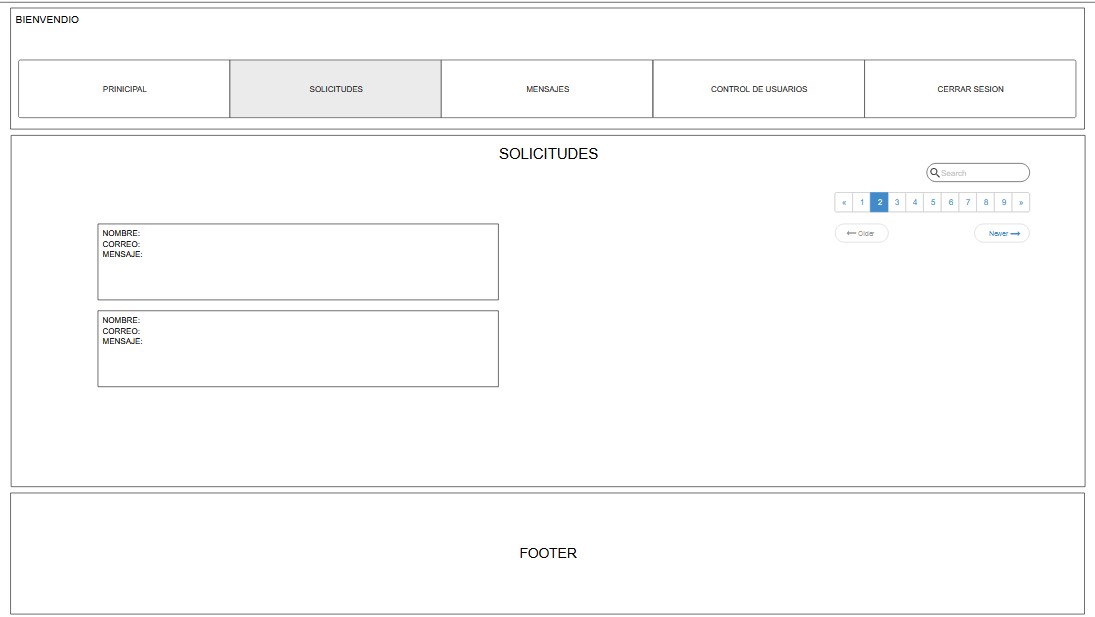 BIENVENDIO
PRINICIPAL SOLICITUDES MENSAJES CONTROL DE USUARIOS CERRAR SESION
SOLICITUDES
Search
« 1 2 3 4 5 6 7 8 9 »
← Older Newer →
NOMBRE:
CORREO:
MENSAJE:
NOMBRE:
CORREO:
MENSAJE:
FOOTER